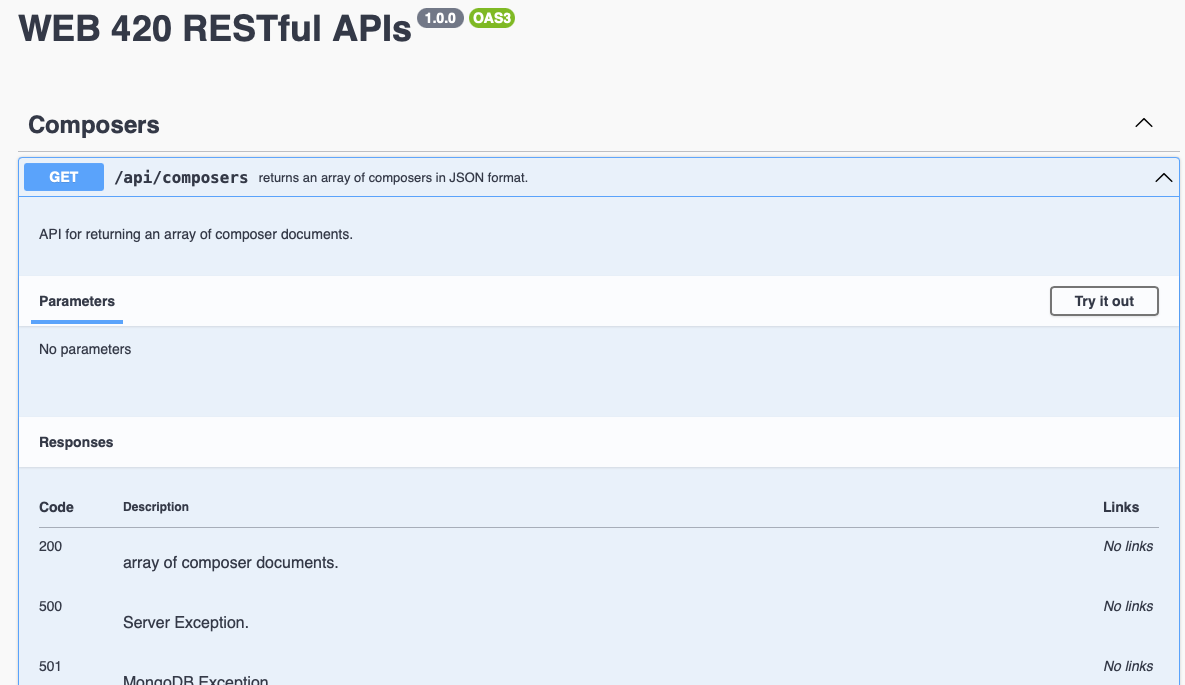 WEB 420 RESTful APIs 1.0.0 OAS3
Composers
GET /api/composers returns an array of composers in JSON format.
API for returning an array of composer documents.
Parameters Try it out
No parameters
Responses
Code Description Links
200 No links
array of composer documents.
500 No links
Server Exception.
501 No links
MongoDB Exception